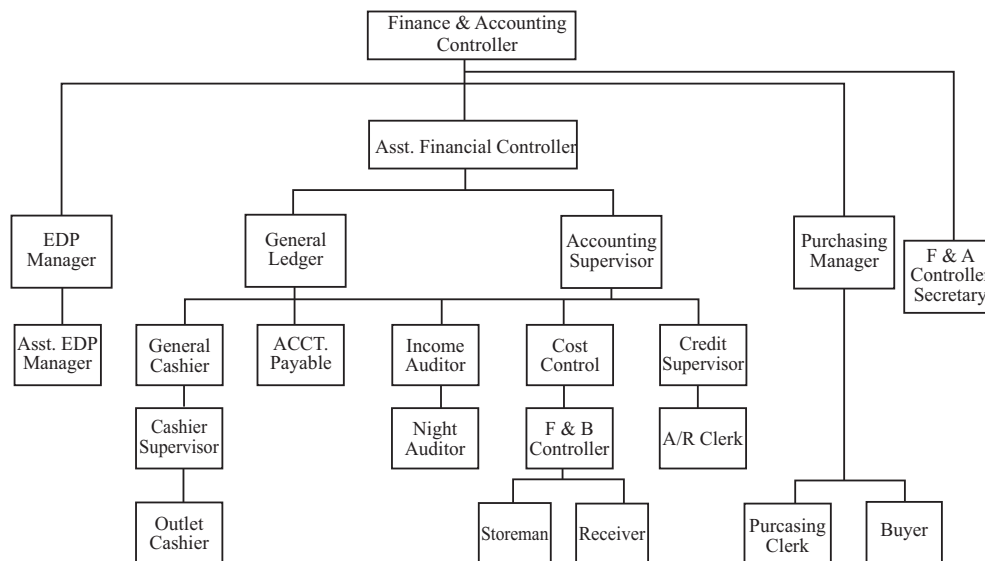 Finance & Accounting
Controller
Asst. Financial Controller
EDP
Manager
General
Ledger
Accounting
Supervisor
Purchasing
Manager
F & A
Controller
Secretary
Asst. EDP
Manager
General
Cashier
ACCT.
Payable
Income
Auditor
Cost
Control
Credit
Supervisor
Cashier
Supervisor
Night
Auditor
F & B
Controller
A/R Clerk
Outlet
Cashier
Storeman
Receiver
Purcasing
Clerk
Buyer